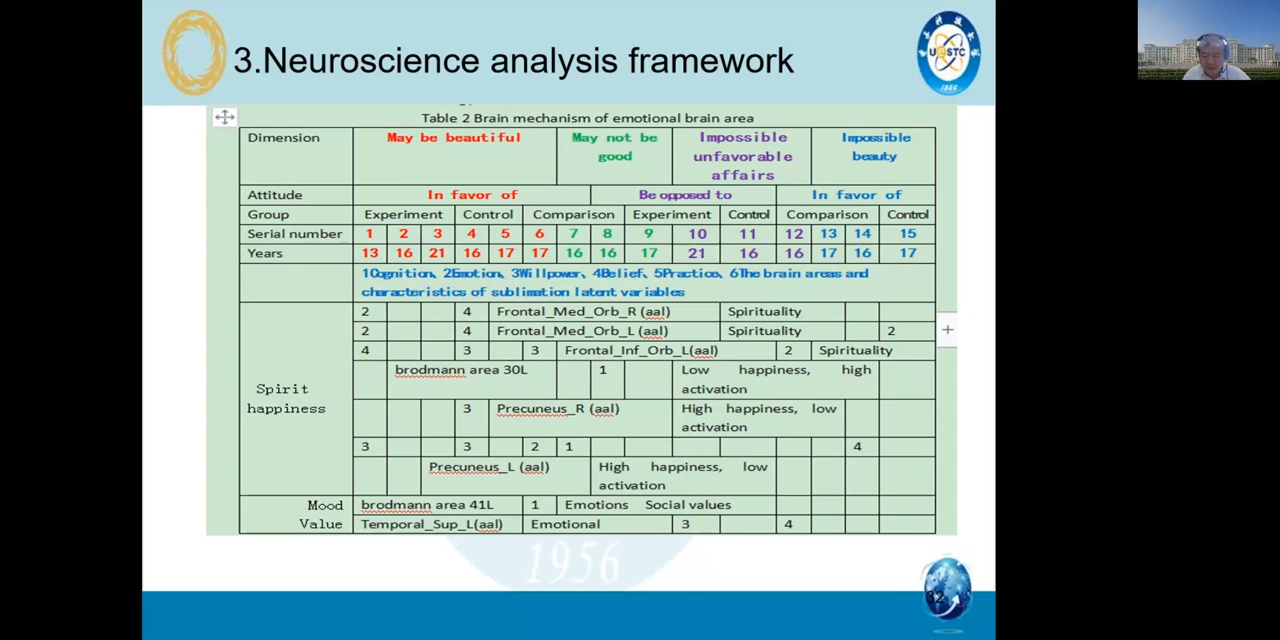 3.Neuroscience analysis framework
UESTC
1956
Table 2 Brain mechanism of emotional brain area
Dimension May be beautiful May not be good Impossible unfavorable affairs Impossible beauty
Attitude In favor of Be opposed to In favor of
Group Experiment Control Comparison Experiment Control Comparison Control
Serial number 1 2 3 4 5 6 7 8 9 10 11 12 13 14 15
Years 13 16 21 16 17 17 16 16 17 21 16 16 17 16 17
1Cognition、2Emotion、3Willpower、4Belief、5Practice、6The brain areas and
characteristics of sublimation latent variables
Spirit happiness
2 4 Frontal_Med_Orb_R (aal) Spirituality
2 4 Frontal_Med_Orb_L (aal) Spirituality 2
4 3 3 Frontal_Inf_Orb_L(aal) 2 Spirituality
brodmann area 30L 1 Low happiness, high activation
3 Precuneus_R (aal) High happiness, low activation
3 3 2 1 4
Precuneus_L (aal) High happiness, low activation
Mood brodmann area 41L 1 Emotions Social values
Value Temporal_Sup_L(aal) Emotional 3 4
1956
32